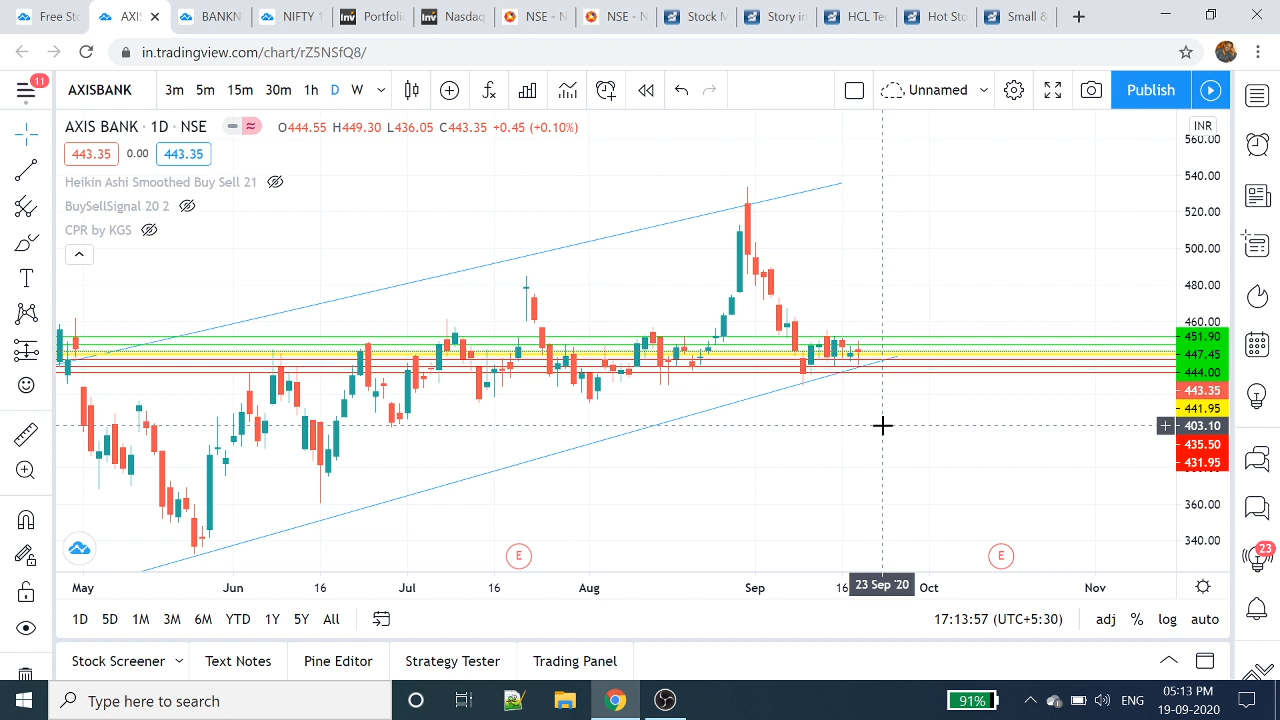 Free St
AXIS
BANKN
NIFTY 1
Inv Portfoli
Inv Nasdaq
NSE - N
NSE - N
Stock M
Story in
HCL Te
Hot Sto
Small &
in.tradingview.com/chart/rZ5NSfQ8/
11
AXISBANK
3m 5m 15m 30m 1h D W
Unnamed
Publish
AXIS BANK · 1D · NSE
O444.55 H449.30 L436.05 C443.35 +0.45 (+0.10%)
INR
443.35 0.00 443.35
Heikin Ashi Smoothed Buy Sell 21
BuySellSignal 20 2
CPR by KGS
560.00
540.00
520.00
500.00
480.00
460.00
451.90
447.45
444.00
443.35
441.95
403.10
435.50
431.95
360.00
340.00
E
E
23
May
Jun
16
Jul
16
Aug
Sep
16
23 Sep '20
Oct
Nov
1D 5D 1M 3M 6M YTD 1Y 5Y All
17:13:57 (UTC+5:30)
adj % log auto
Stock Screener
Text Notes
Pine Editor
Strategy Tester
Trading Panel
Type here to search
91%
ENG
05:13 PM
19-09-2020